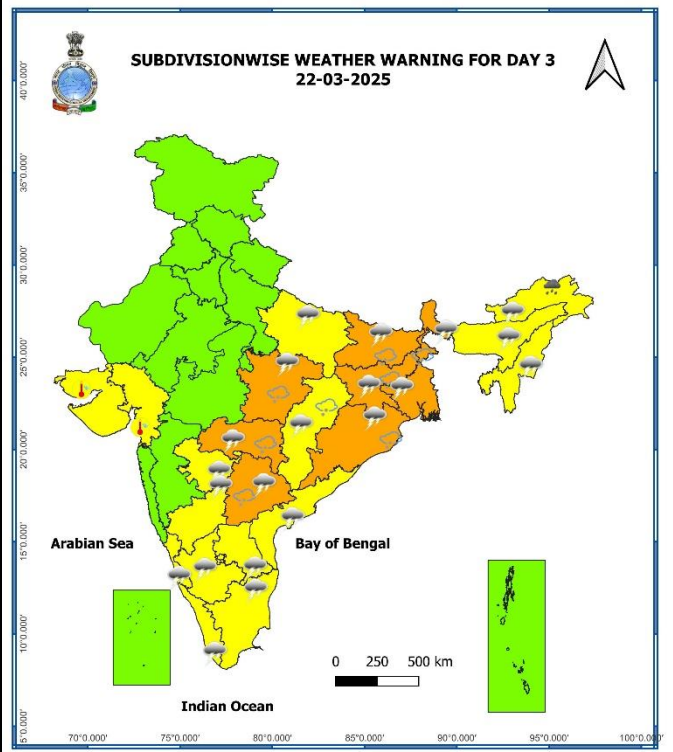 SUBDIVISIONWISE WEATHER WARNING FOR DAY 3
22-03-2025
40°0.000'
35°0.000'
30°0.000'
25°0.000'
20°0.000'
15°0.000'
10°0.000'
5°0.000'
Arabian Sea
Bay of Bengal
0 250 500 km
Indian Ocean
70°0.000' 75°0.000' 80°0.000' 85°0.000' 90°0.000' 95°0.000' 100°0.000'